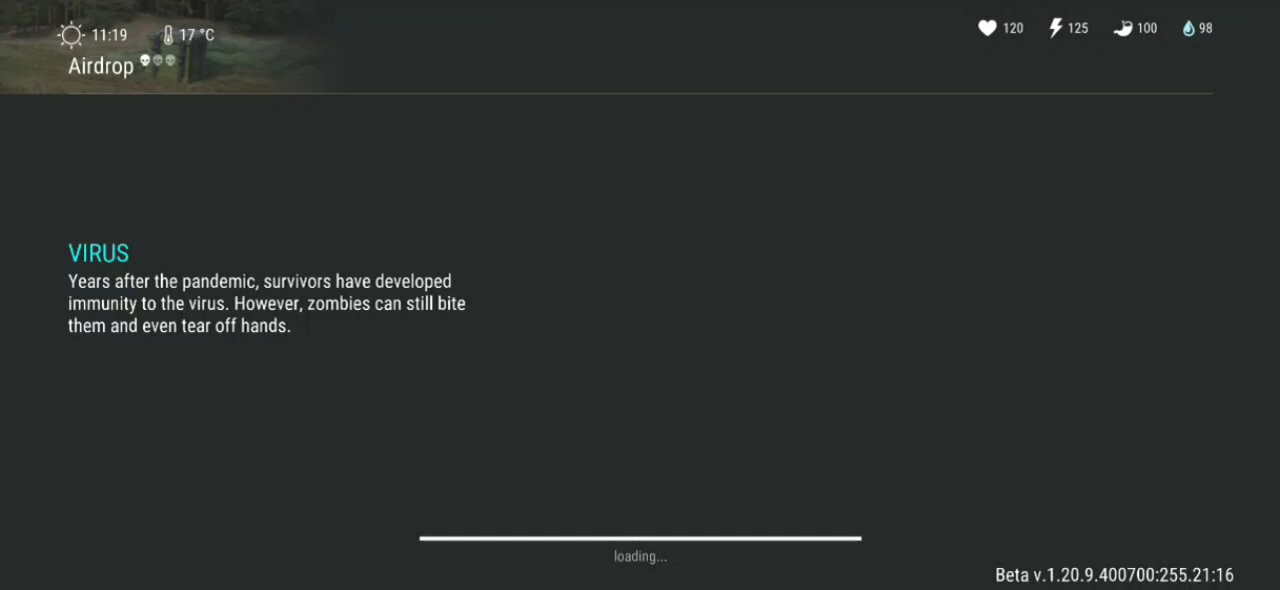 11:19 17 °C
Airdrop
120 125 100 98
VIRUS
Years after the pandemic, survivors have developed
immunity to the virus. However, zombies can still bite
them and even tear off hands.
loading...
Beta v.1.20.9.400700:255.21:16